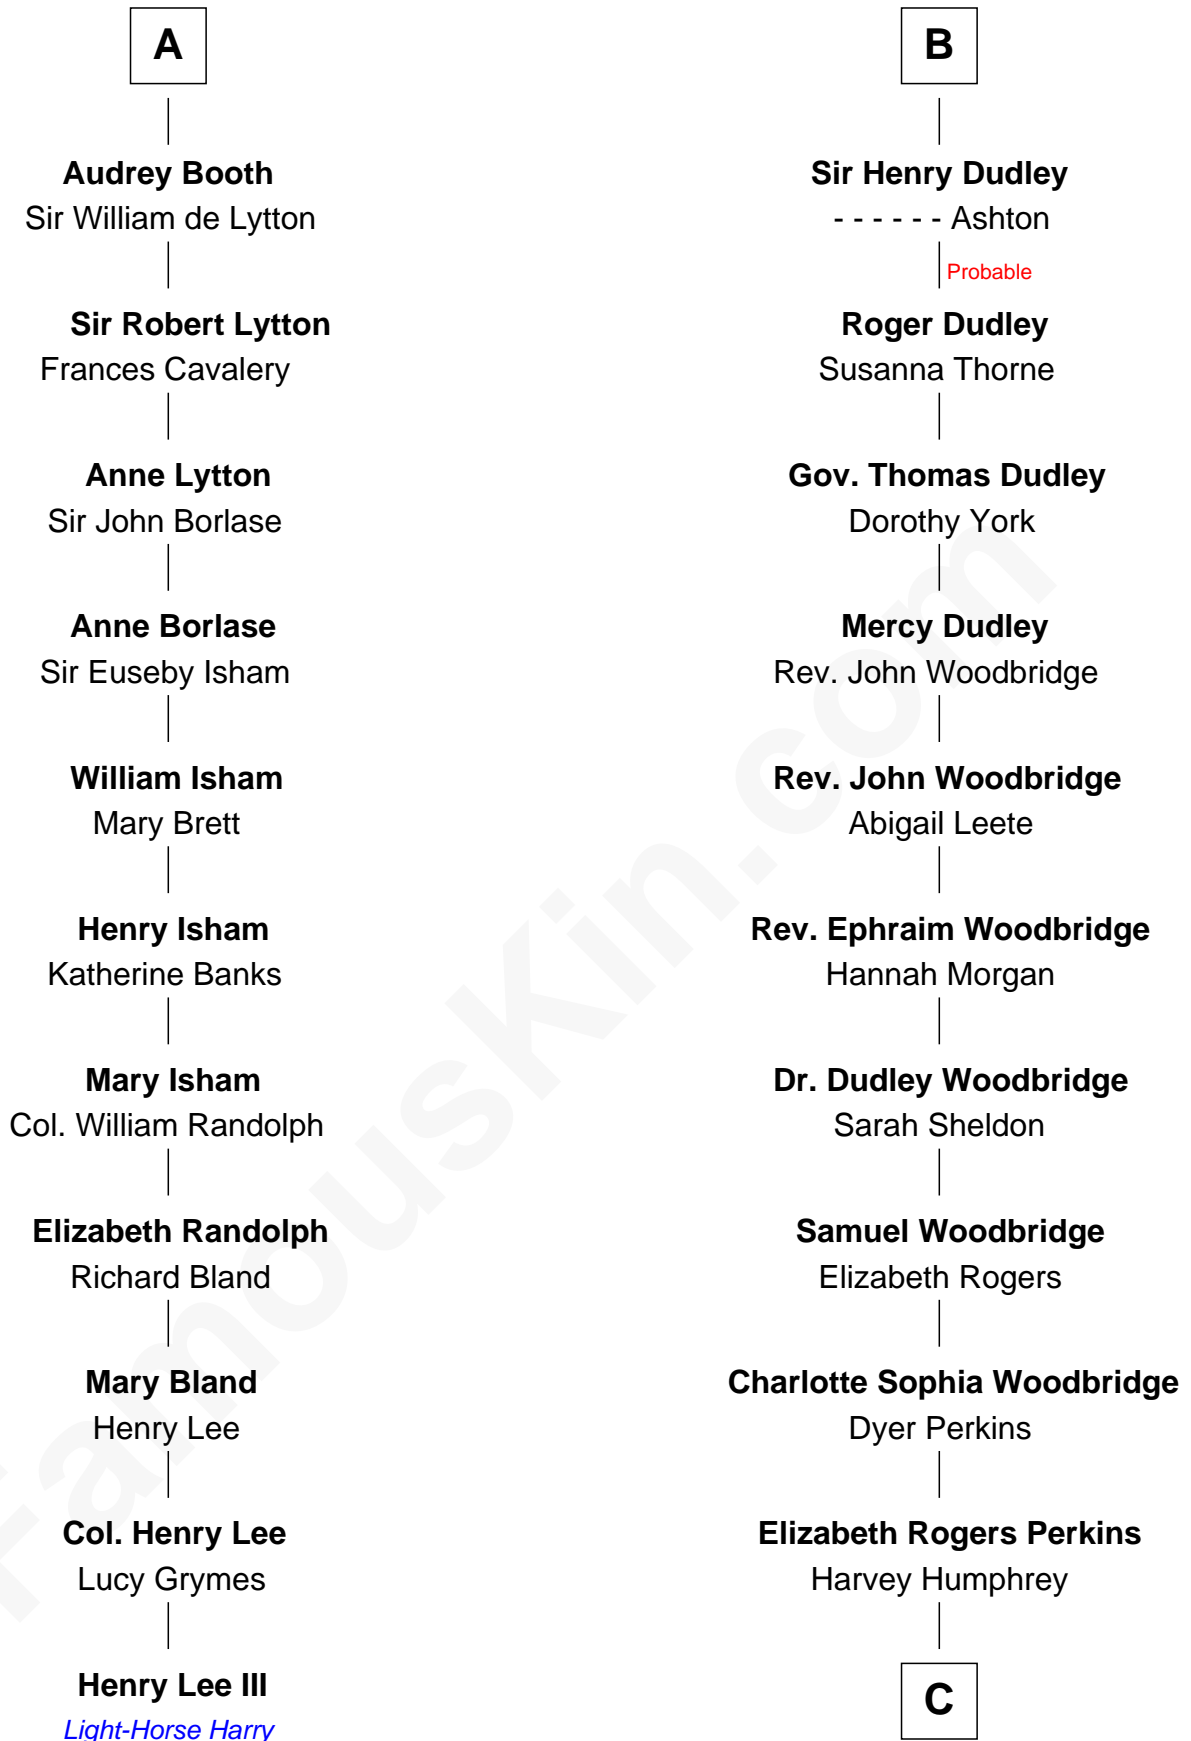 A
Audrey Booth
Sir William de Lytton
Sir Robert Lytton
Frances Cavalery
Anne Lytton
Sir John Borlase
Anne Borlase
Sir Euseby Isham
William Isham
Mary Brett
Henry Isham
Katherine Banks
Mary Isham
Col. William Randolph
Elizabeth Randolph
Richard Bland
Mary Bland
Henry Lee
Col. Henry Lee
Lucy Grymes
Henry Lee III
Light-Horse Harry
B
Sir Henry Dudley
- - - - - - Ashton
Probable
Roger Dudley
Susanna Thorne
Gov. Thomas Dudley
Dorothy York
Mercy Dudley
Rev. John Woodbridge
Rev. John Woodbridge
Abigail Leete
Rev. Ephraim Woodbridge
Hannah Morgan
Dr. Dudley Woodbridge
Sarah Sheldon
Samuel Woodbridge
Elizabeth Rogers
Charlotte Sophia Woodbridge
Dyer Perkins
Elizabeth Rogers Perkins
Harvey Humphrey
C
FamousKin.com